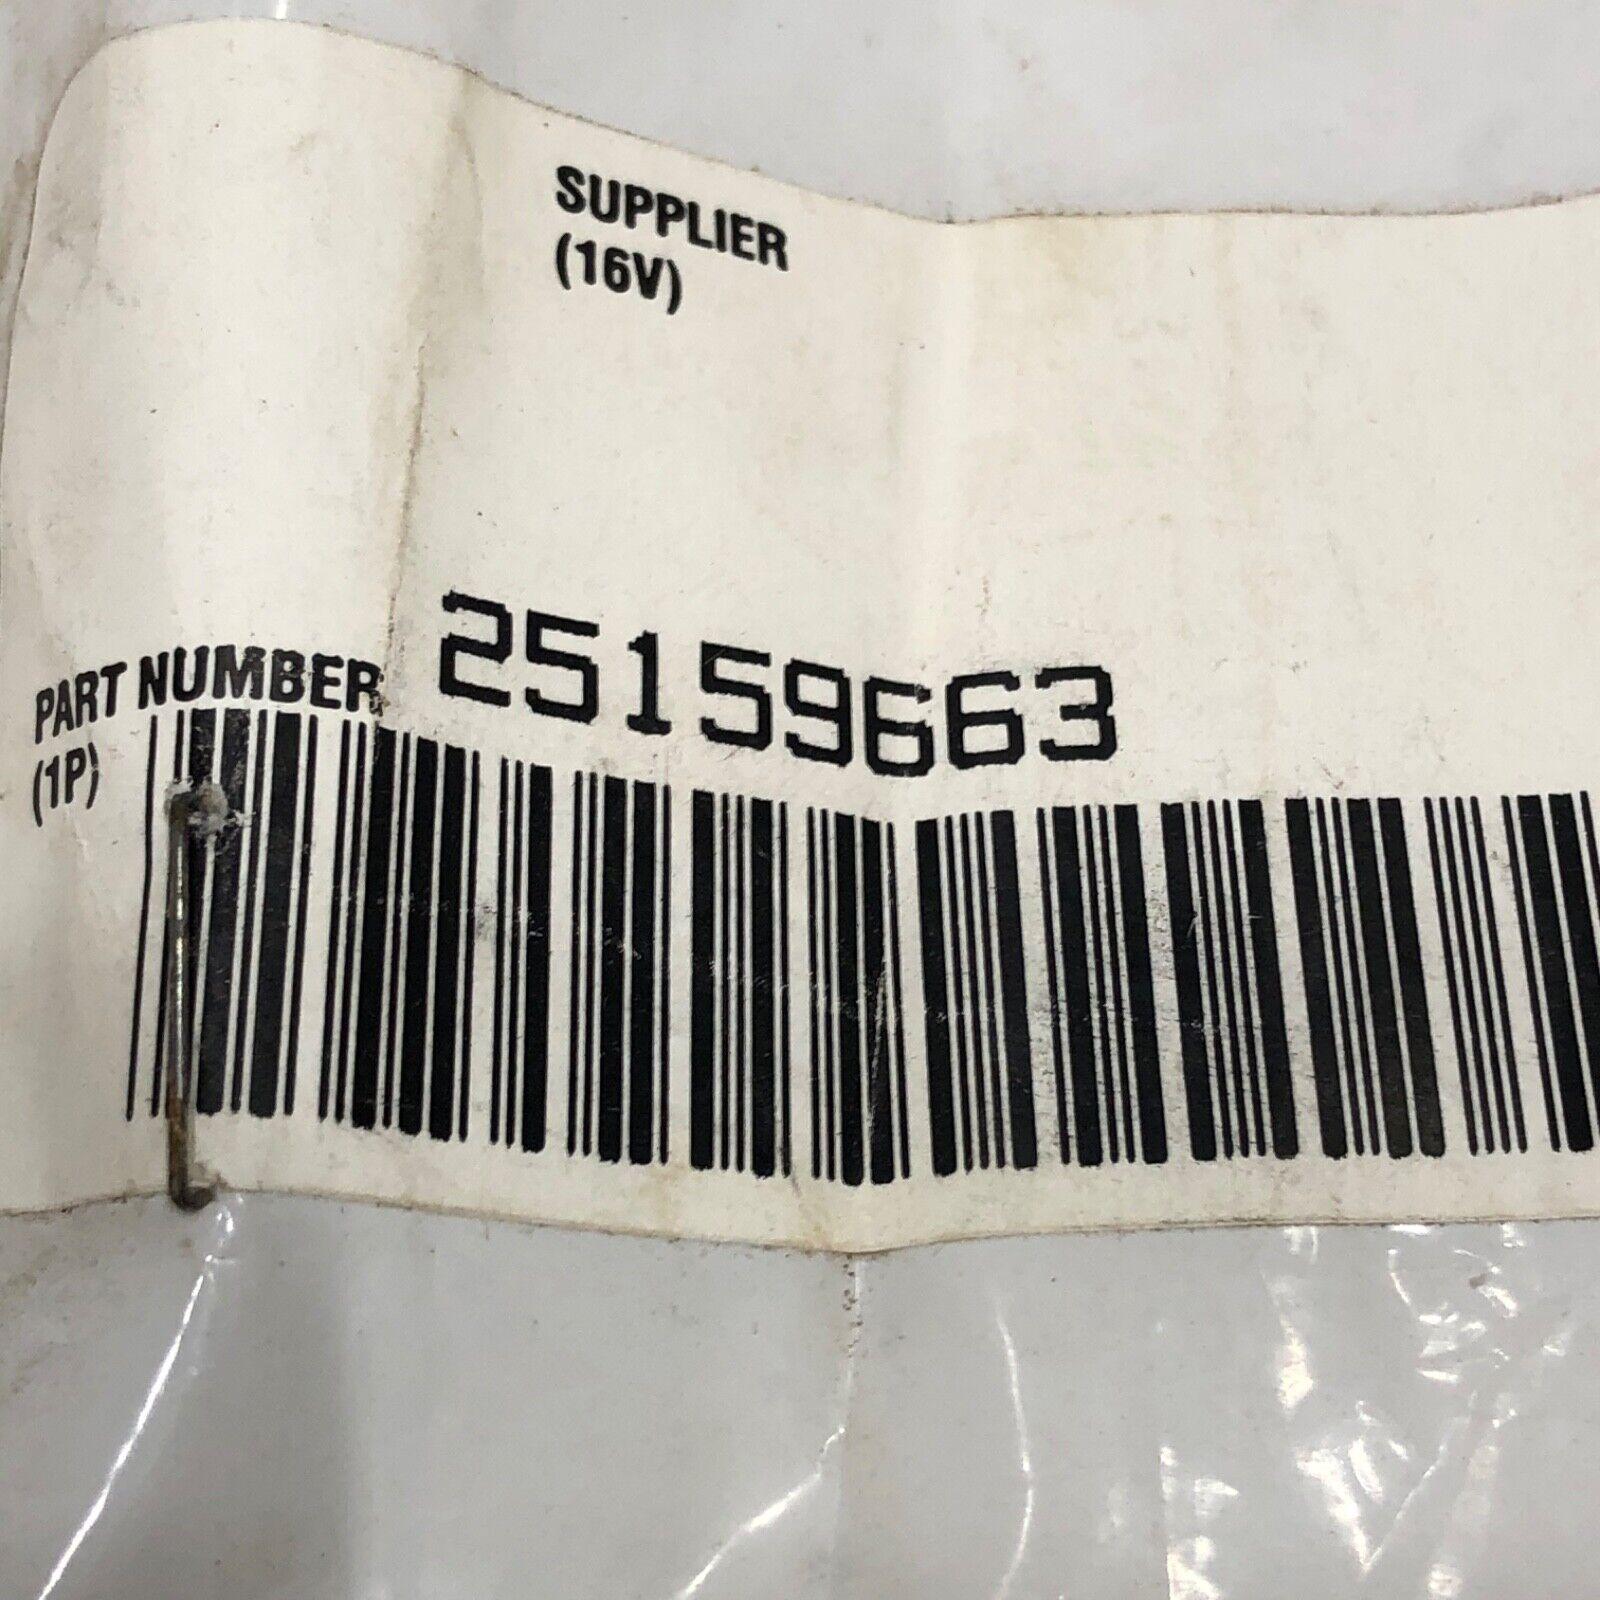 SUPPLIER
(16V)
PART NUMBER 25159663
(1P)